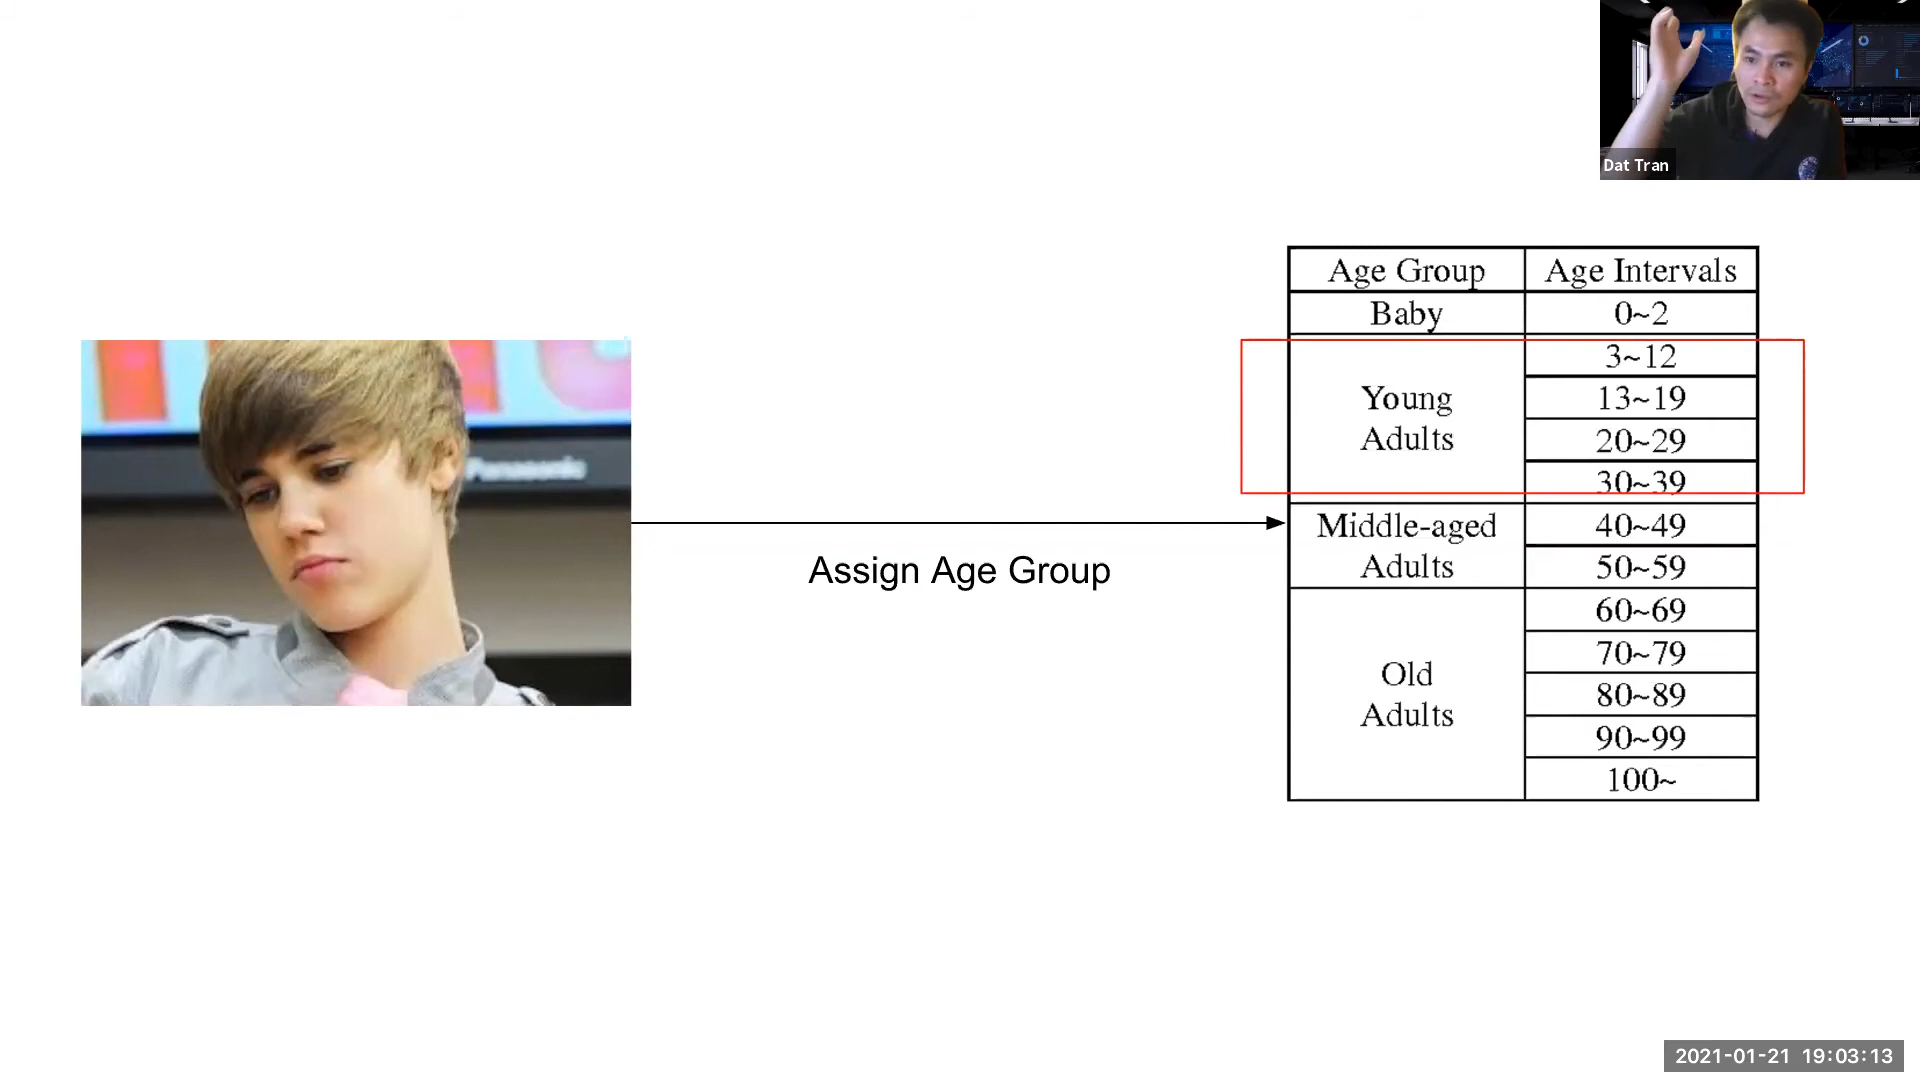 Dat Tran
Age Group Age Intervals
Baby 0~2
3~12
Young 13~19
Adults 20~29
30~39
Middle-aged 40~49
Adults 50~59
60~69
70~79
Old 80~89
Adults 90~99
100~
Panasonic
Assign Age Group
2021-01-21 19:03:13